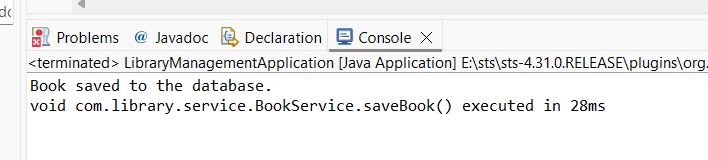 Problems @ Javadoc Declaration Console
<terminated> LibraryManagementApplication [Java Application] E:\sts\sts-4.31.0.RELEASE\plugins\org.
Book saved to the database.
void com.library.service.BookService.saveBook() executed in 28ms